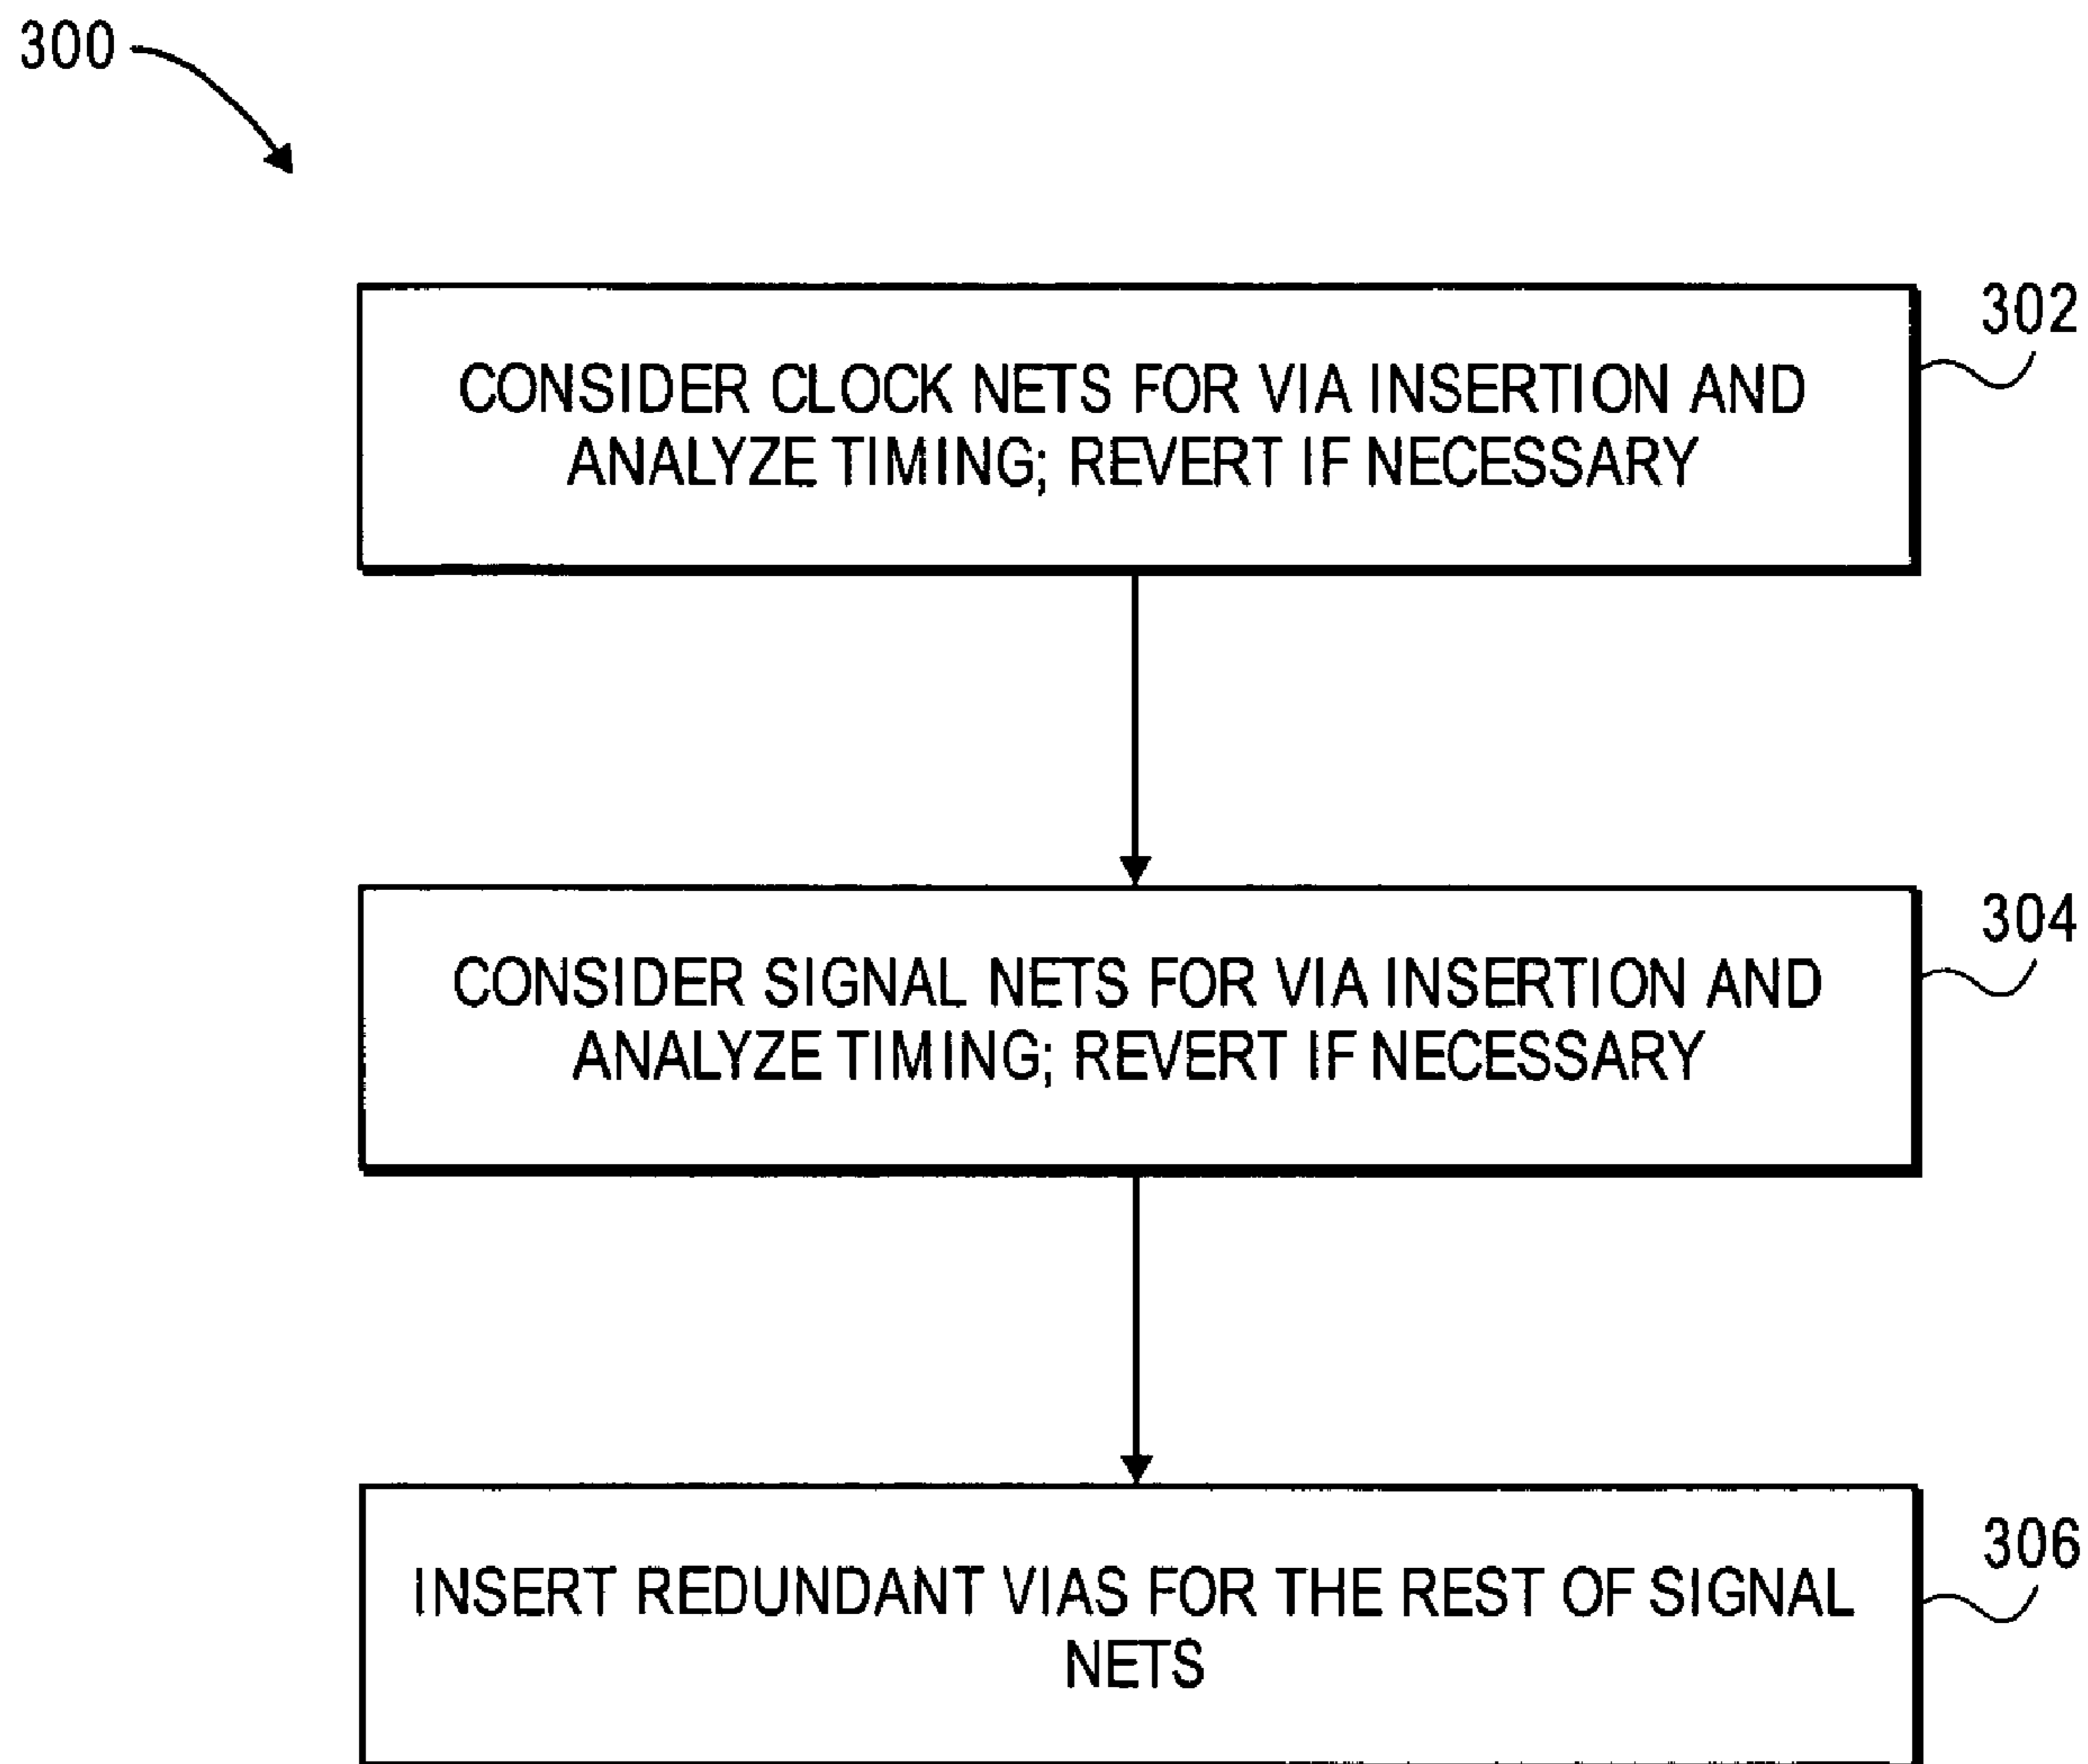 300
302
CONSIDER CLOCK NETS FOR VIA INSERTION AND
ANALYZE TIMING; REVERT IF NECESSARY
304
CONSIDER SIGNAL NETS FOR VIA INSERTION AND
ANALYZE TIMING; REVERT IF NECESSARY
306
INSERT REDUNDANT VIAS FOR THE REST OF SIGNAL
NETS